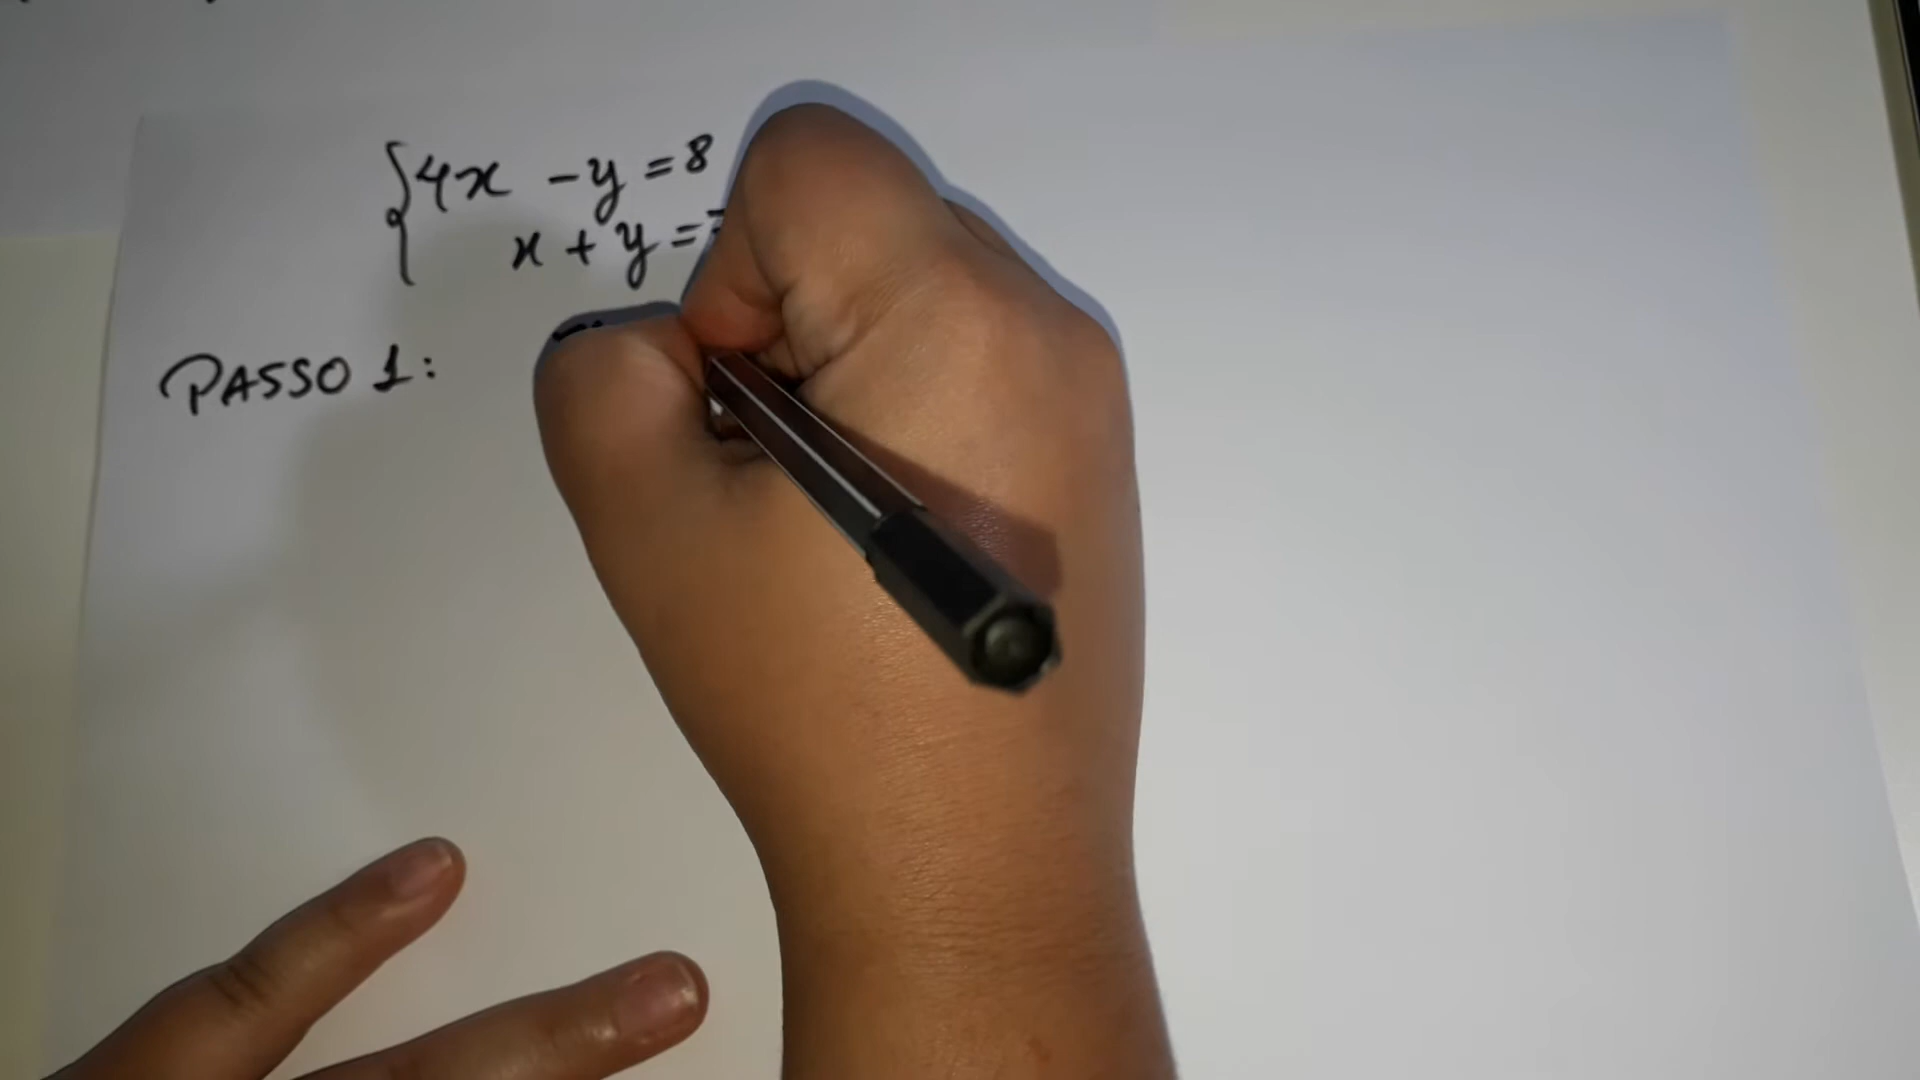 4x - y = 8
x + y =
PASSO 1: